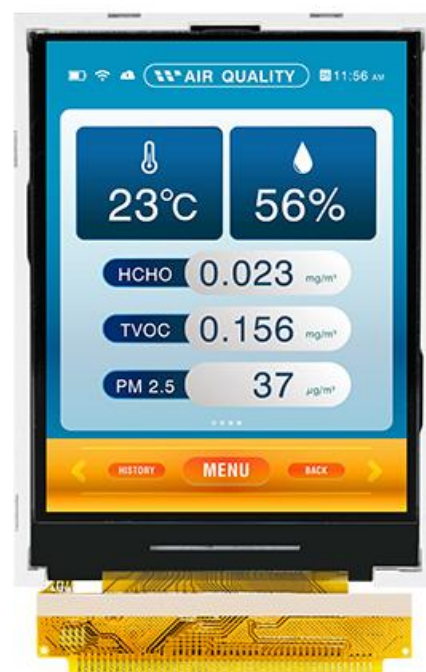 AIR QUALITY 11:56 AM
23°C 56%
HCHO 0.023 mg/m³
TVOC 0.156 mg/m³
PM 2.5 37 µg/m³
HISTORY MENU BACK